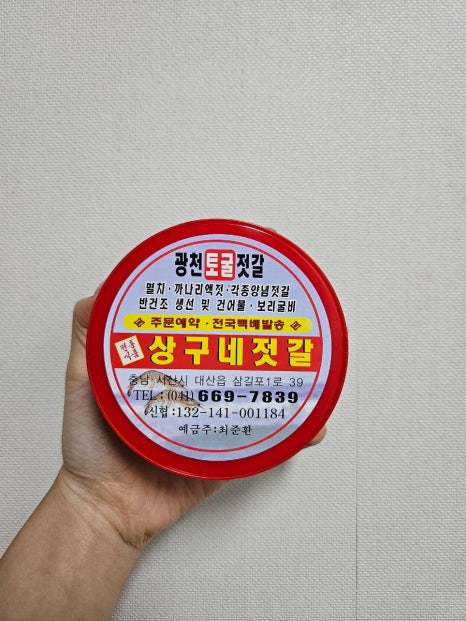 광천토굴젓갈
멸치·까나리액젓·각종양념젓갈
반건조 생선 및 건어물·보리굴비
주문예약·전국택배발송
전통식품 상구네젓갈
충남 서산시 대산읍 삼길포1로 39
TEL:(041)669-7839
신협:132-141-001184
예금주:최준환